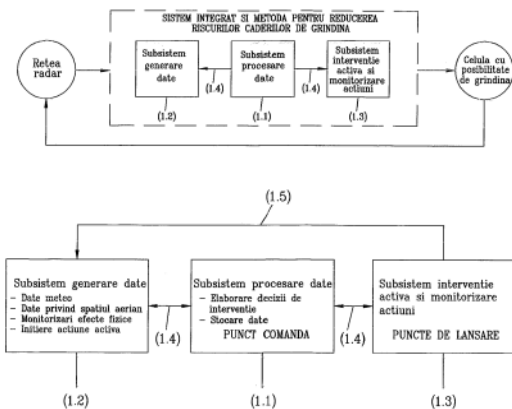 SISTEM INTEGRAT SI METODA PENTRU REDUCEREA
RISCURILOR CADERILOR DE GRINDINA
Retea
radar
Subsistem
generare
date
(1.4)
Subsistem
procesare
date
(1.4)
Subsistem
interventie
activa si
monitorizare
actiuni
Celula cu
posibilitate
de grindina
(1.2)
(1.1)
(1.3)
(1.5)
Subsistem generare date
- Date meteo
- Date privind spatiul aerian
- Monitorizari efecte fizice
- Initiere actiune activa
(1.4)
Subsistem procesare date
- Elaborare decizii de
interventie
- Stocare date
PUNCT COMANDA
(1.4)
Subsistem interventie
activa si monitorizare
actiuni
PUNCTE DE LANSARE
(1.2)
(1.1)
(1.3)